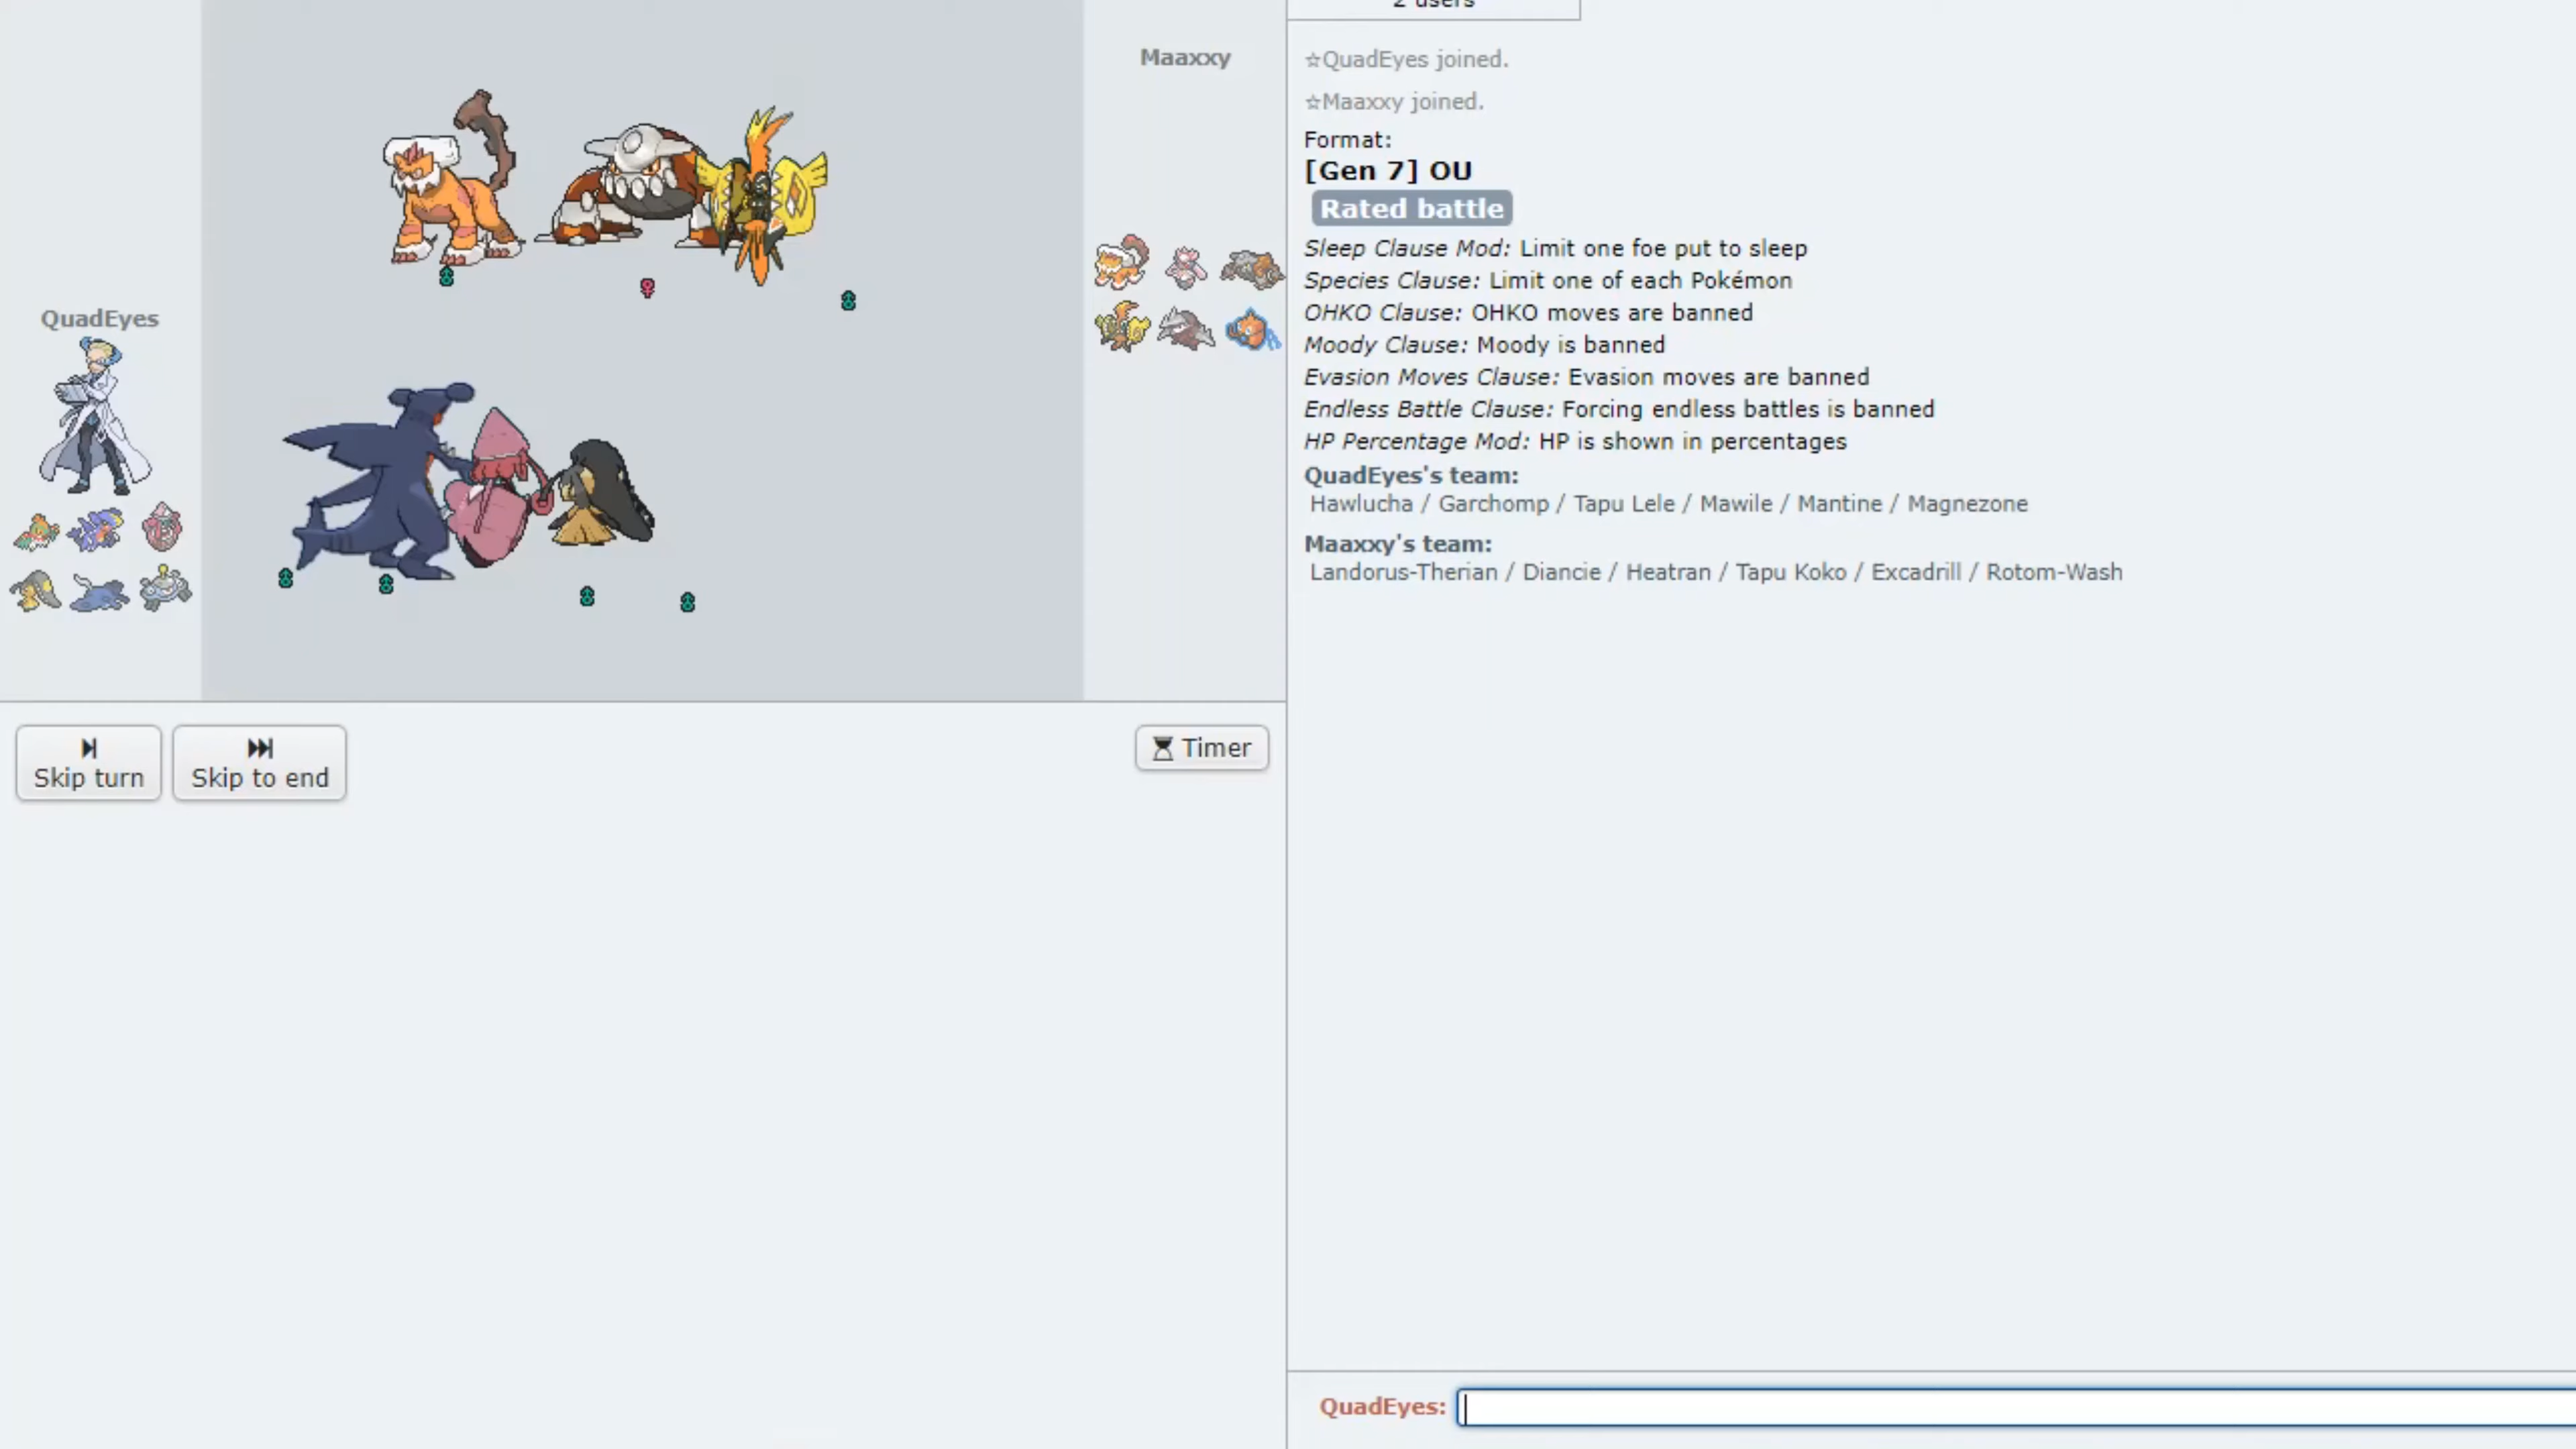 2 users
☆QuadEyes joined.
☆Maaxxy joined.
Format:
[Gen 7] OU
Rated battle
Sleep Clause Mod: Limit one foe put to sleep
Species Clause: Limit one of each Pokémon
OHKO Clause: OHKO moves are banned
Moody Clause: Moody is banned
Evasion Moves Clause: Evasion moves are banned
Endless Battle Clause: Forcing endless battles is banned
HP Percentage Mod: HP is shown in percentages
QuadEyes's team:
Hawlucha / Garchomp / Tapu Lele / Mawile / Mantine / Magnezone
Maaxxy's team:
Landorus-Therian / Diancie / Heatran / Tapu Koko / Excadrill / Rotom-Wash
Maaxxy
QuadEyes
Skip turn
Skip to end
Timer
QuadEyes: